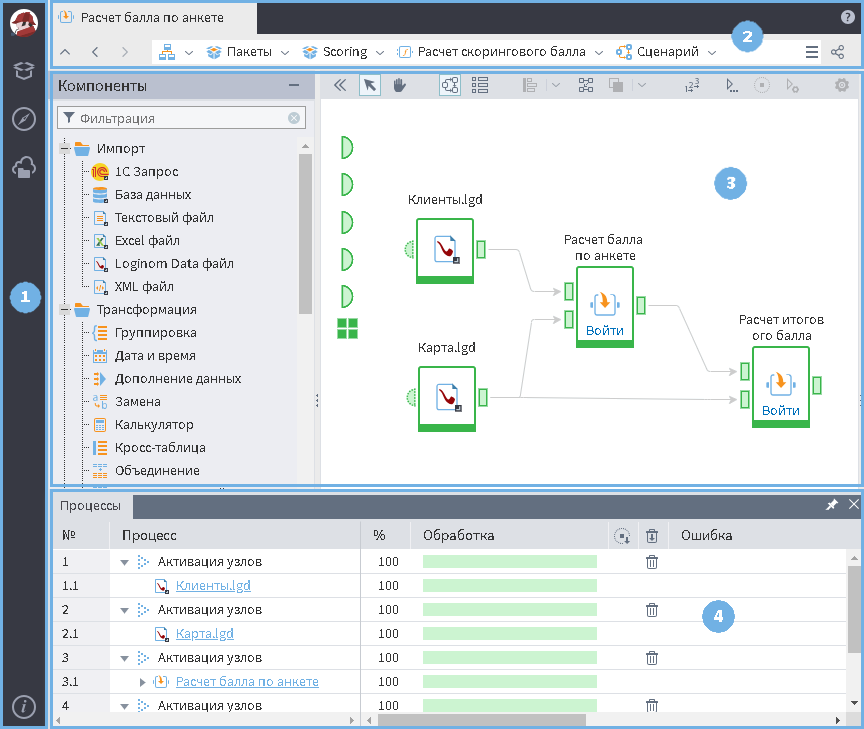 Расчет балла по анкете
?
Пакеты
Scoring
Расчет скорингового балла
Сценарий
2
Компоненты
Фильтрация
Импорт
1С Запрос
База данных
Текстовый файл
Excel файл
Loginom Data файл
XML файл
Трансформация
Группировка
Дата и время
Дополнение данных
Замена
Калькулятор
Кросс-таблица
Объединение
1
3
Клиенты.lgd
Расчет балла
по анкете
Войти
Карта.lgd
Расчет итогов
ого балла
Войти
Процессы
№ Процесс % Обработка Ошибка
1 Активация узлов 100
1.1 Клиенты.lgd 100
2 Активация узлов 100
2.1 Карта.lgd 100
3 Активация узлов 100
3.1 Расчет балла по анкете 100
4 Активация узлов 100
4